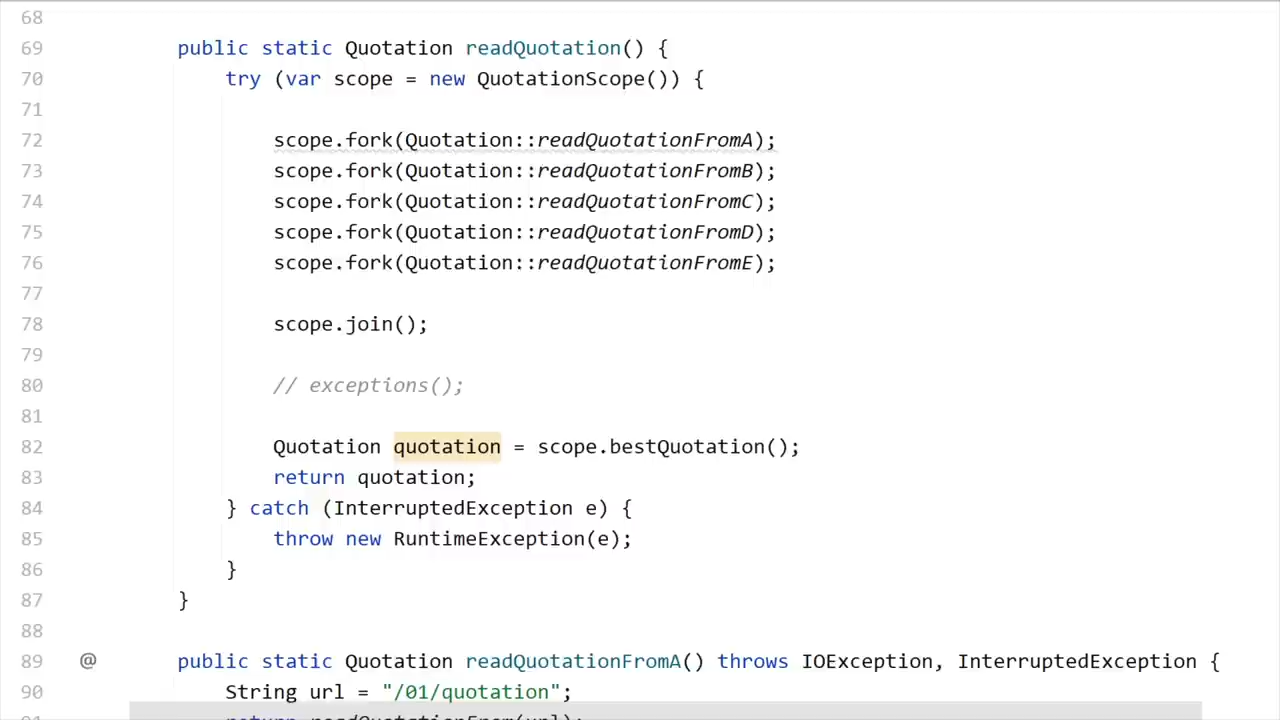 68
69 public static Quotation readQuotation() {
70 try (var scope = new QuotationScope()) {
71
72 scope.fork(Quotation::readQuotationFromA);
73 scope.fork(Quotation::readQuotationFromB);
74 scope.fork(Quotation::readQuotationFromC);
75 scope.fork(Quotation::readQuotationFromD);
76 scope.fork(Quotation::readQuotationFromE);
77
78 scope.join();
79
80 // exceptions();
81
82 Quotation quotation = scope.bestQuotation();
83 return quotation;
84 } catch (InterruptedException e) {
85 throw new RuntimeException(e);
86 }
87 }
88
89 @ public static Quotation readQuotationFromA() throws IOException, InterruptedException {
90 String url = "/01/quotation";
91 return readQuotationFrom(url);